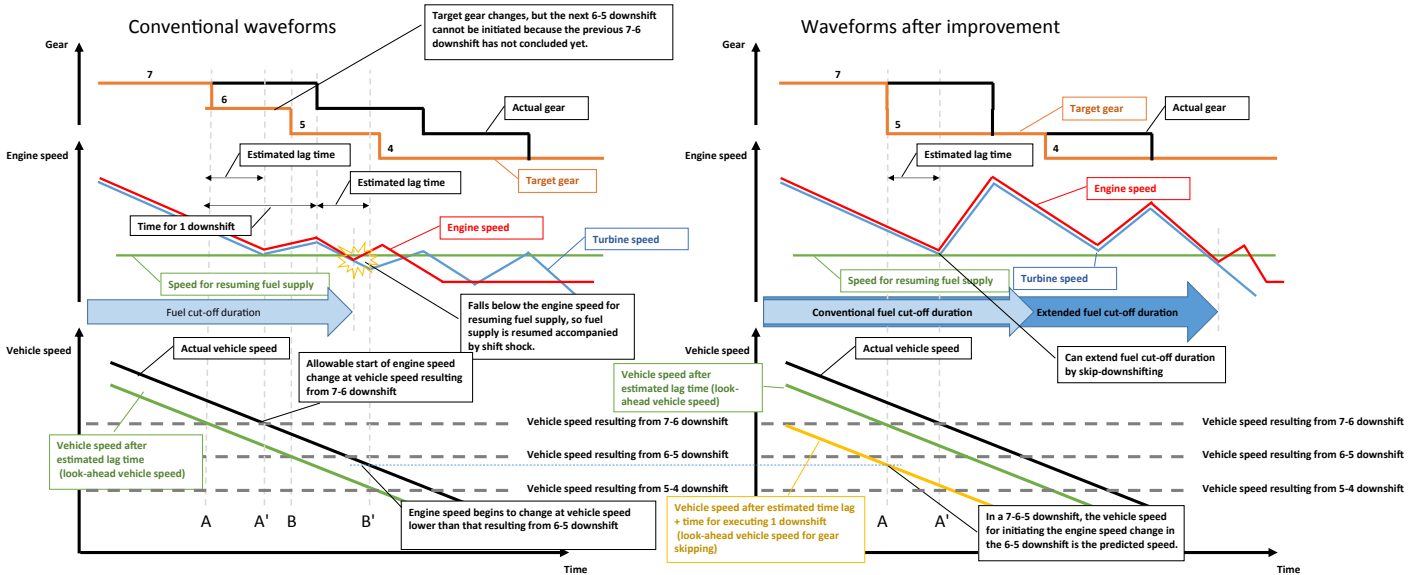 Conventional waveforms
Target gear changes, but the next 6-5 downshift
cannot be initiated because the previous 7-6
downshift has not concluded yet.
Gear
7
6
5
4
Actual gear
Target gear
Engine speed
Estimated lag time
Estimated lag time
Time for 1 downshift
Engine speed
Turbine speed
Speed for resuming fuel supply
Fuel cut-off duration
Falls below the engine speed for
resuming fuel supply, so fuel
supply is resumed accompanied
by shift shock.
Vehicle speed
Actual vehicle speed
Allowable start of engine speed
change at vehicle speed resulting
from 7-6 downshift
Vehicle speed resulting from 7-6 downshift
Vehicle speed after
estimated lag time
(look-ahead vehicle speed)
Vehicle speed resulting from 6-5 downshift
Vehicle speed resulting from 5-4 downshift
Engine speed begins to change at vehicle speed
lower than that resulting from 6-5 downshift
A
A'
B
B'
Time
Waveforms after improvement
Gear
7
5
4
Target gear
Actual gear
Engine speed
Estimated lag time
Engine speed
Speed for resuming fuel supply
Turbine speed
Conventional fuel cut-off duration
Extended fuel cut-off duration
Vehicle speed
Actual vehicle speed
Can extend fuel cut-off duration
by skip-downshifting
Vehicle speed after
estimated lag time (look-
ahead vehicle speed)
Vehicle speed resulting from 7-6 downshift
Vehicle speed resulting from 6-5 downshift
Vehicle speed resulting from 5-4 downshift
Vehicle speed after estimated time lag
+ time for executing 1 downshift
(look-ahead vehicle speed for gear
skipping)
A
A'
In a 7-6-5 downshift, the vehicle speed
for initiating the engine speed change in
the 6-5 downshift is the predicted speed.
Time